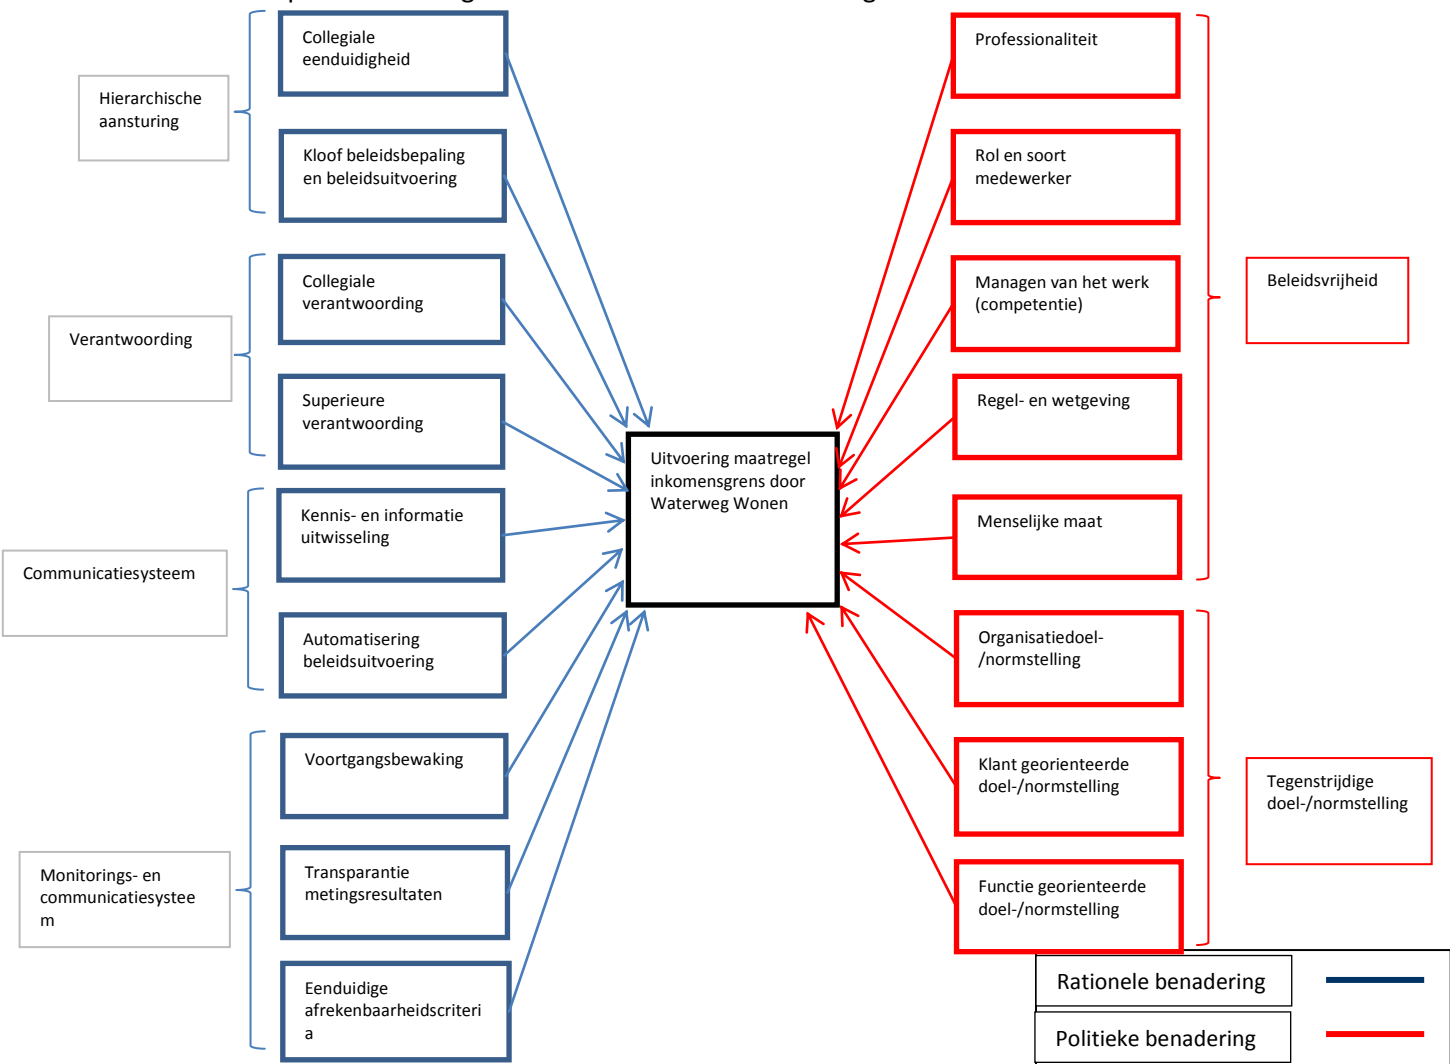 Collegiale
eenduidigheid
Hierarchische
aansturing
Kloof beleidsbepaling
en beleidsuitvoering
Collegiale
verantwoording
Verantwoording
Superieure
verantwoording
Kennis- en informatie
uitwisseling
Communicatiesysteem
Automatisering
beleidsuitvoering
Voortgangsbewaking
Monitorings- en
communicatiesystee
m
Transparantie
metingsresultaten
Eenduidige
afrekenbaarheidscriteri
a
Uitvoering maatregel
inkomensgrens door
Waterweg Wonen
Professionaliteit
Rol en soort
medewerker
Managen van het werk
(competentie)
Beleidsvrijheid
Regel- en wetgeving
Menselijke maat
Organisatiedoel-
/normstelling
Klant georienteerde
doel-/normstelling
Tegenstrijdige
doel-/normstelling
Functie georienteerde
doel-/normstelling
Rationele benadering
Politieke benadering